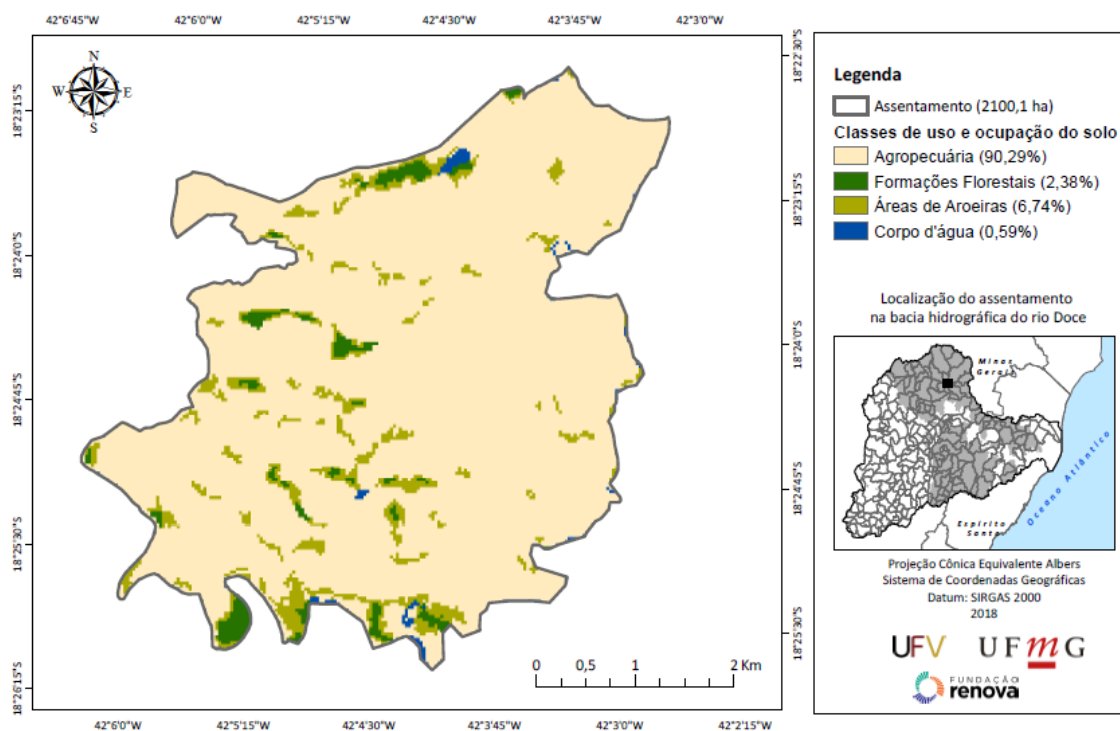 42°6'45"W 42°6'0"W 42°5'15"W 42°4'30"W 42°3'45"W 42°3'0"W
18°23'15"S
18°24'0"S
18°24'45"S
18°25'30"S
18°26'15"S
N
W E
S
18°22'30"S
18°23'15"S
18°24'0"S
18°24'45"S
18°25'30"S
0 0,5 1 2 Km
42°6'0"W 42°5'15"W 42°4'30"W 42°3'45"W 42°3'0"W 42°2'15"W
Legenda
Assentamento (2100,1 ha)
Classes de uso e ocupação do solo
Agropecuária (90,29%)
Formações Florestais (2,38%)
Áreas de Aroeiras (6,74%)
Corpo d'água (0,59%)
Localização do assentamento
na bacia hidrográfica do rio Doce
Minas
Gerais
Oceano Atlântico
Espírito
Santo
Projeção Cônica Equivalente Albers
Sistema de Coordenadas Geográficas
Datum: SIRGAS 2000
2018
UFV UFmG
FUNDAÇÃO
renova